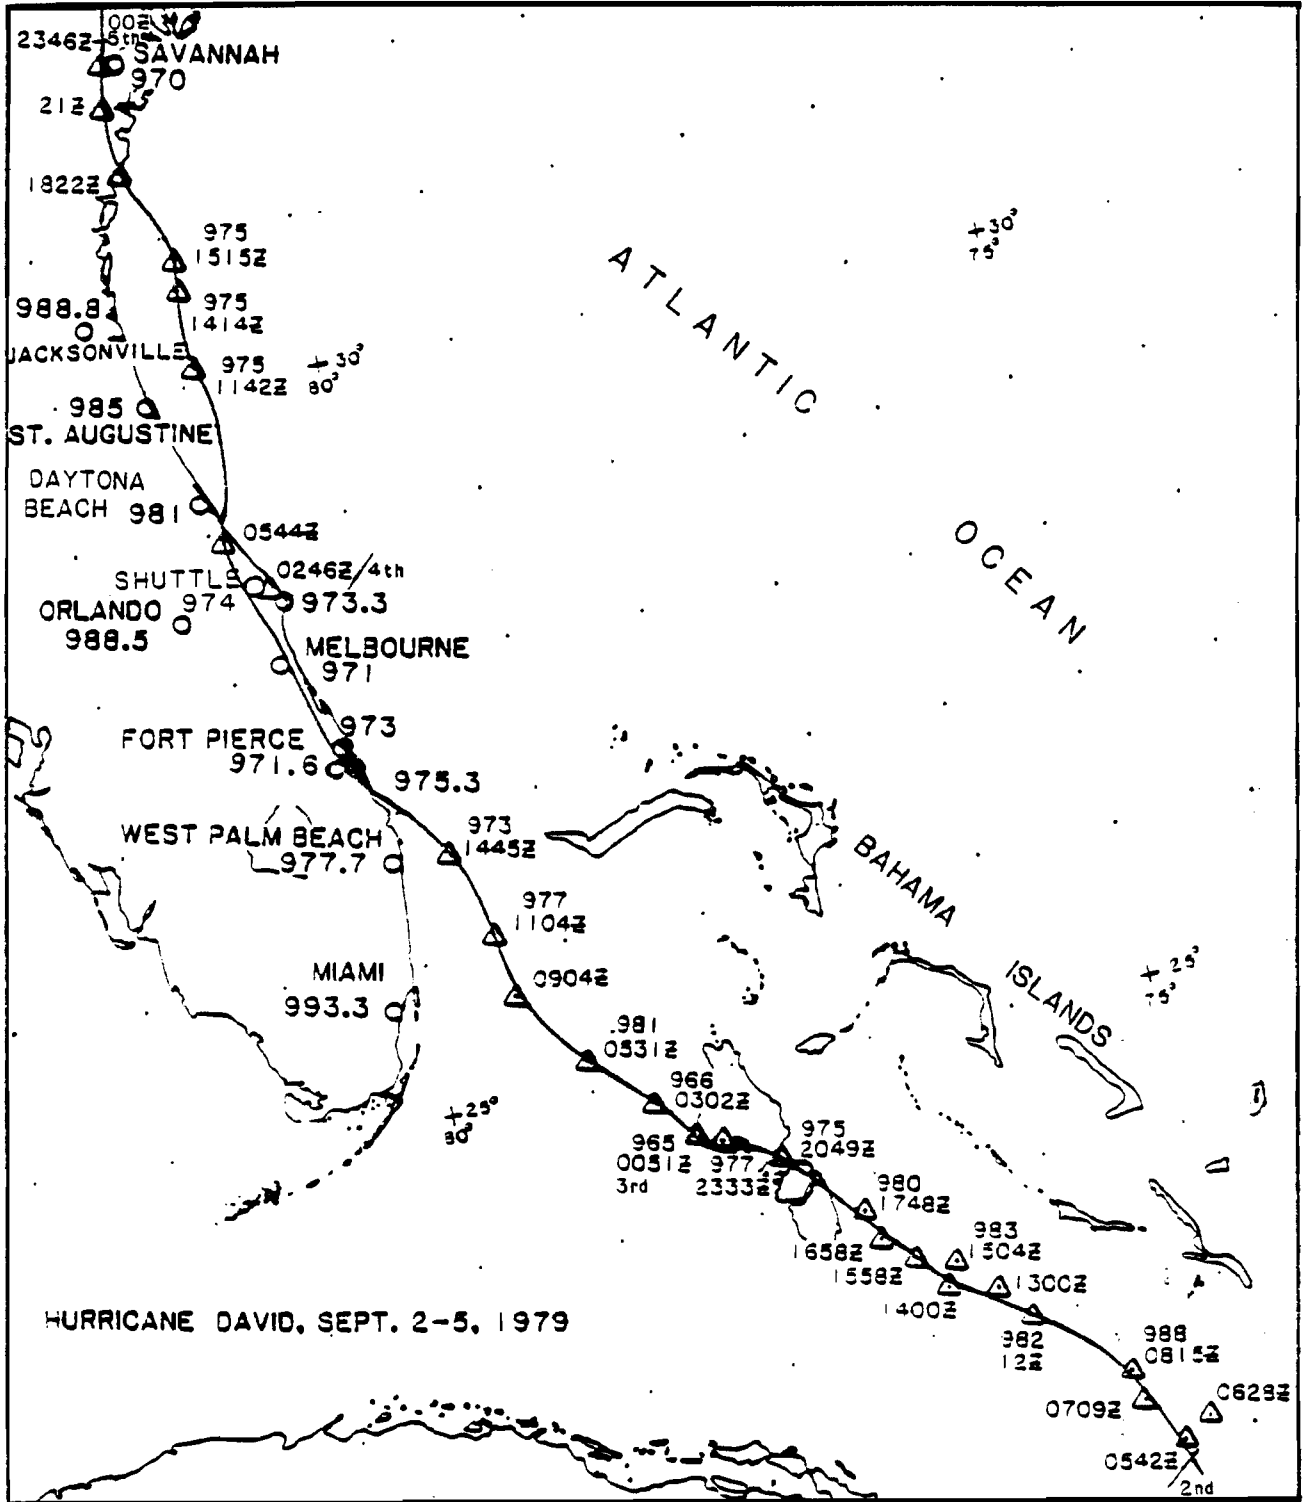 00Z
2346Z 5th
SAVANNAH
970
21Z
1822Z
975
1515Z
975
1414Z
988.8
JACKSONVILLE
975
1142Z
+30°
80°
+30°
75°
ATLANTIC
985
ST. AUGUSTINE
DAYTONA
BEACH 981
0544Z
OCEAN
SHUTTLE
974
0246Z/4th
973.3
ORLANDO
988.5
MELBOURNE
971
973
FORT PIERCE
971.6
975.3
WEST PALM BEACH
977.7
973
1445Z
BAHAMA
977
1104Z
MIAMI
993.3
0904Z
ISLANDS
+25°
75°
981
0531Z
966
0302Z
+25°
80°
965
0051Z
3rd
977
2333Z
975
2049Z
980
1748Z
1658Z
1558Z
983
1504Z
1400Z
1300Z
HURRICANE DAVID, SEPT. 2-5, 1979
982
12Z
988
0815Z
0628Z
0709Z
0542Z
2nd